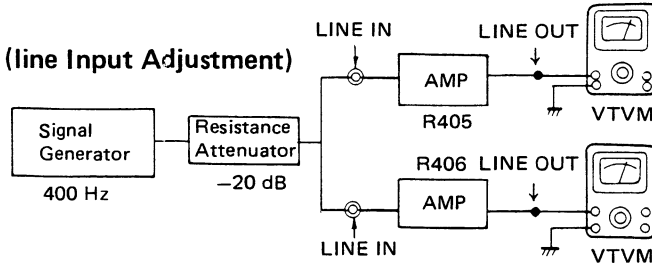 (line Input Adjustment)
LINE IN
LINE OUT
AMP
R405
VTVM
Signal
Generator
400 Hz
Resistance
Attenuator
−20 dB
R406
LINE OUT
AMP
LINE IN
VTVM